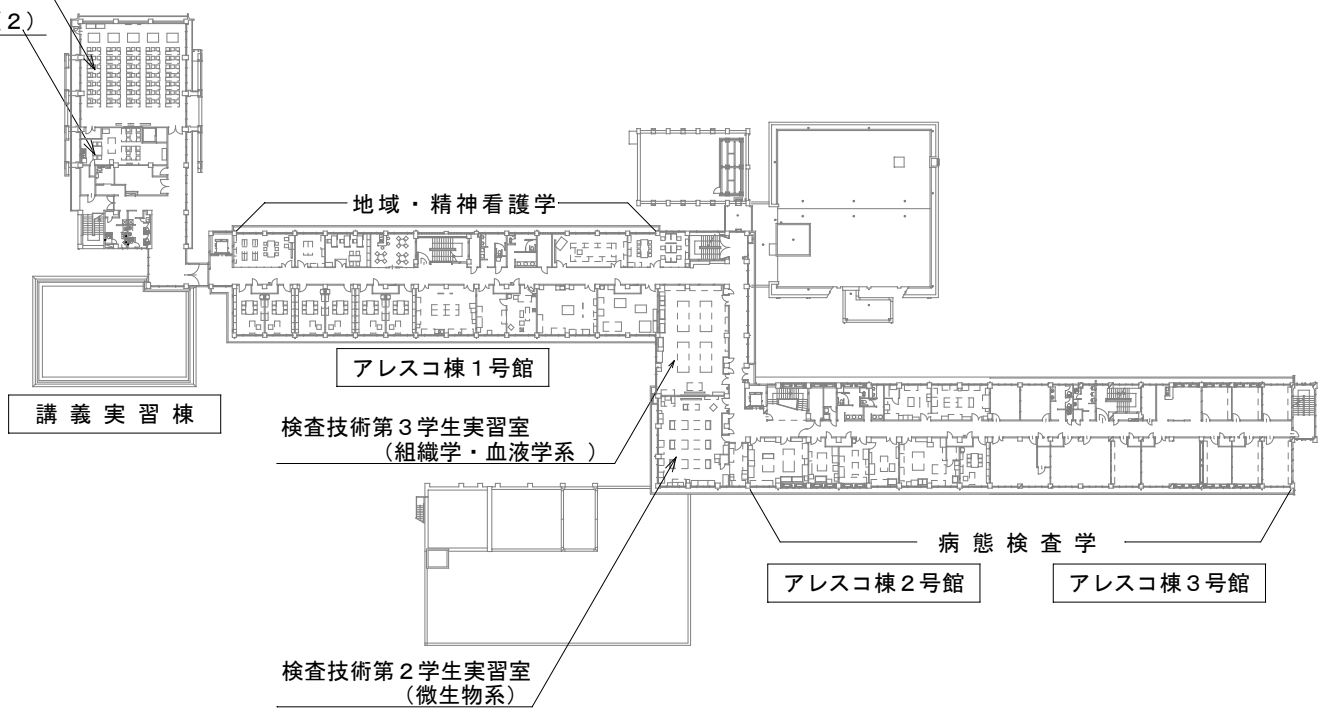 2）
地域・精神看護学
アレスコ棟１号館
講義実習棟
検査技術第３学生実習室
（組織学・血液学系 ）
病態検査学
アレスコ棟２号館
アレスコ棟３号館
検査技術第２学生実習室
（微生物系）